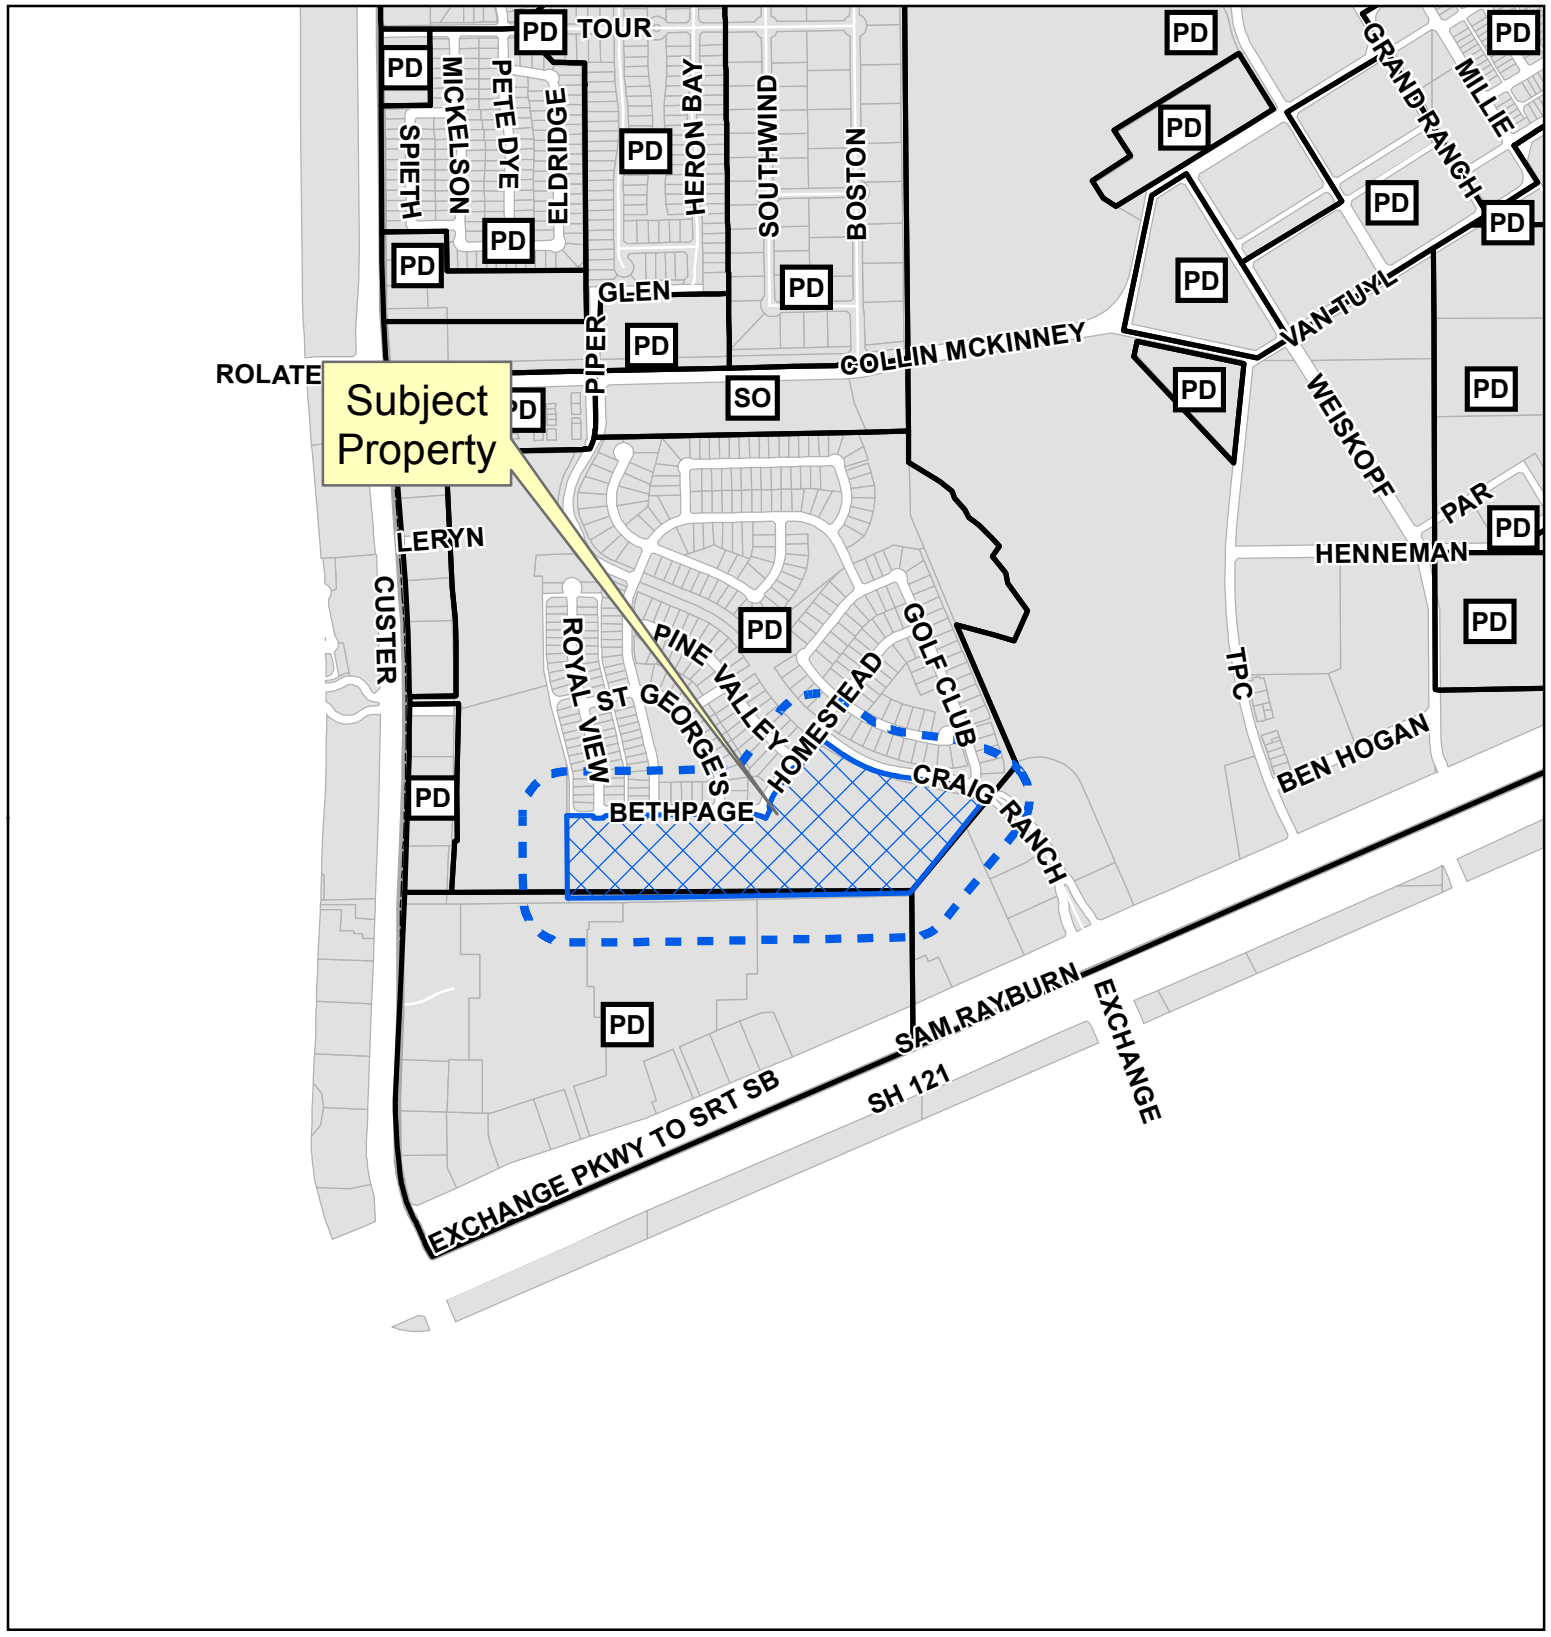 PD
TOUR
PD
PD
PD
MICKELSON
PETE DYE
ELDRIDGE
HERON BAY
SOUTHWIND
BOSTON
SPIETH
PD
PD
GRAND RANCH
MILLIE
PD
PD
PD
PD
PD
GLEN
PD
PD
VAN TUYL
PIPER
PD
COLLIN MCKINNEY
ROLATE
Subject
Property
PD
SO
PD
WEISKOPF
PD
PAR
LERYN
PD
HENNEMAN
CUSTER
ROYAL VIEW
ST GEORGE'S
PINE VALLEY
PD
HOMESTEAD
GOLF CLUB
PD
TPC
BEN HOGAN
PD
BETHPAGE
CRAIG RANCH
PD
SAM RAYBURN
EXCHANGE
SH 121
EXCHANGE PKWY TO SRT SB